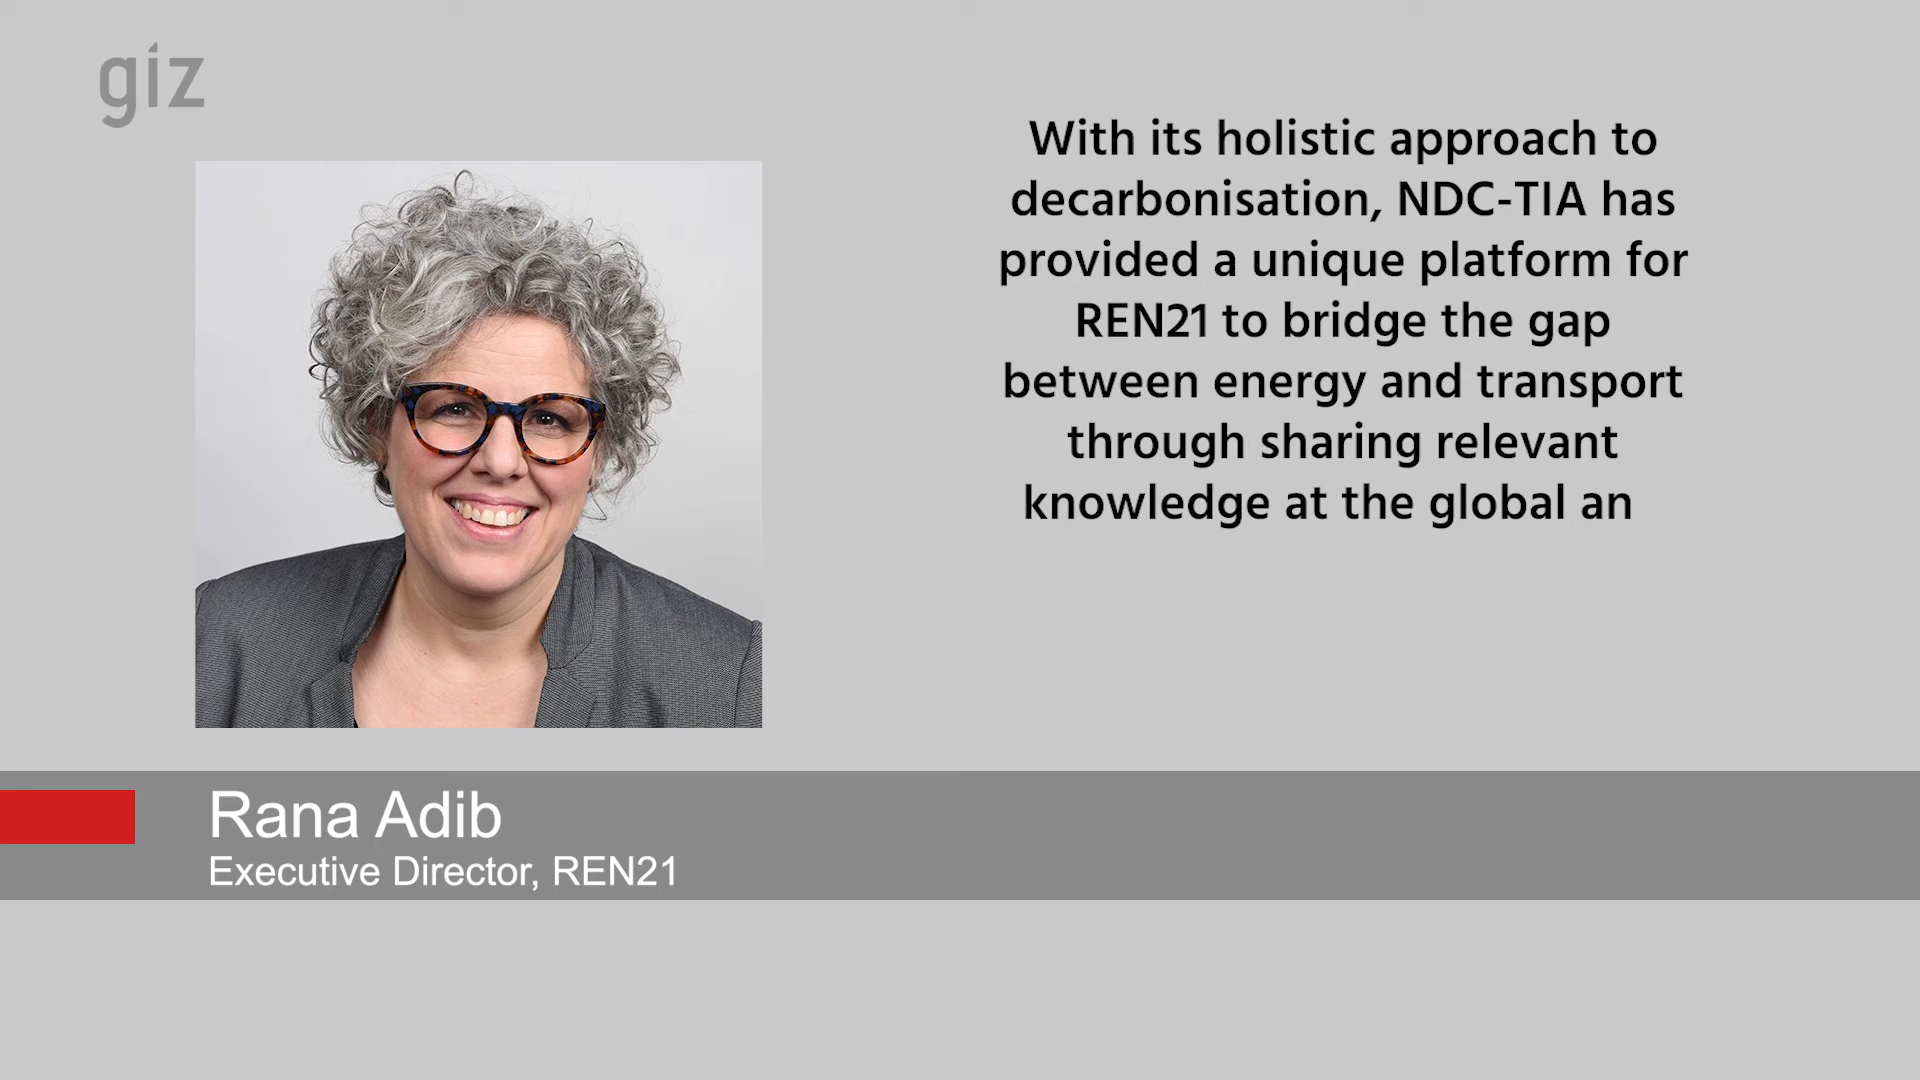 giz
With its holistic approach to
decarbonisation, NDC-TIA has
provided a unique platform for
REN21 to bridge the gap
between energy and transport
through sharing relevant
knowledge at the global an
Rana Adib
Executive Director, REN21